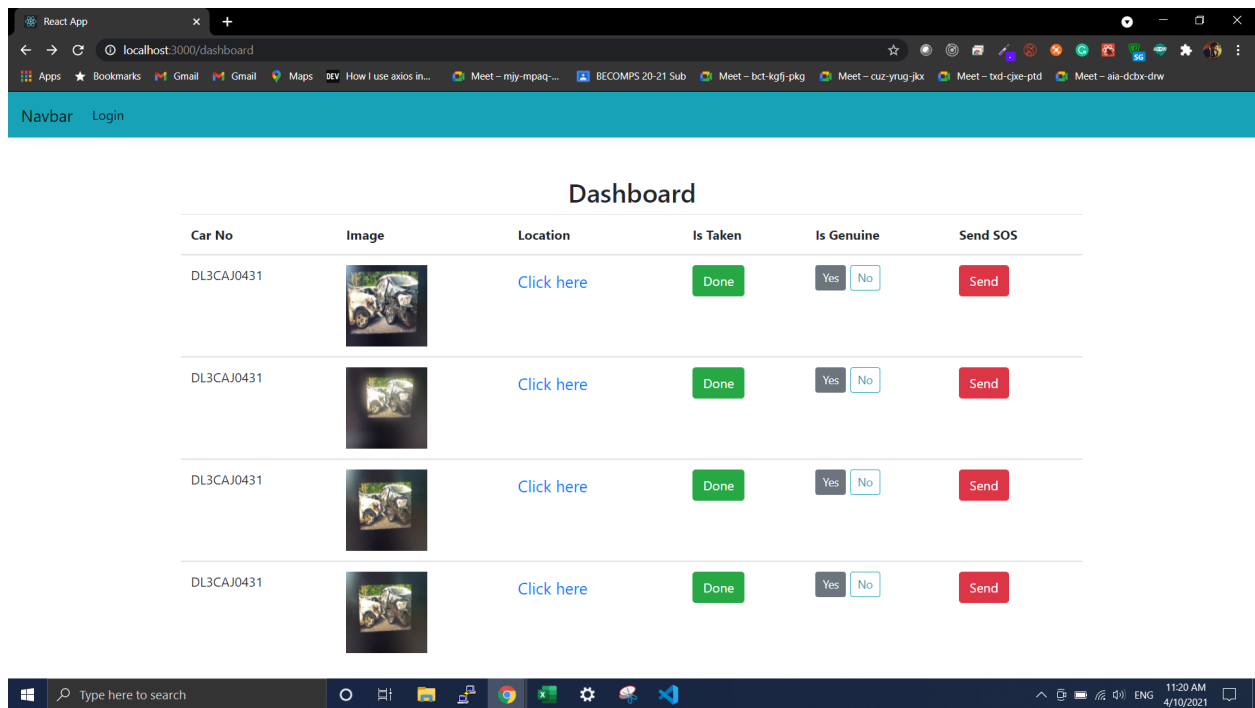 React App
localhost:3000/dashboard
Apps Bookmarks Gmail Gmail Maps DEV How I use axios in... Meet – mjy-mpaq-... BECOMPS 20-21 Sub Meet – bct-kgfj-pkg Meet – cuz-yrug-jkx Meet – txd-cjxe-ptd Meet – aia-dcbx-drw
Navbar Login
Dashboard
Car No Image Location Is Taken Is Genuine Send SOS
DL3CAJ0431 Click here Done Yes No Send
DL3CAJ0431 Click here Done Yes No Send
DL3CAJ0431 Click here Done Yes No Send
DL3CAJ0431 Click here Done Yes No Send
Type here to search ENG 11:20 AM
4/10/2021